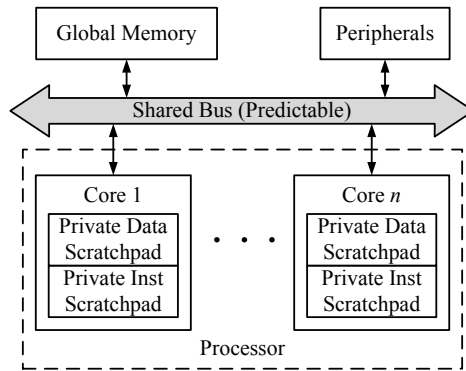 Global Memory
Peripherals
Shared Bus (Predictable)
Core 1
Private Data
Scratchpad
Private Inst
Scratchpad
. . .
Core n
Private Data
Scratchpad
Private Inst
Scratchpad
Processor